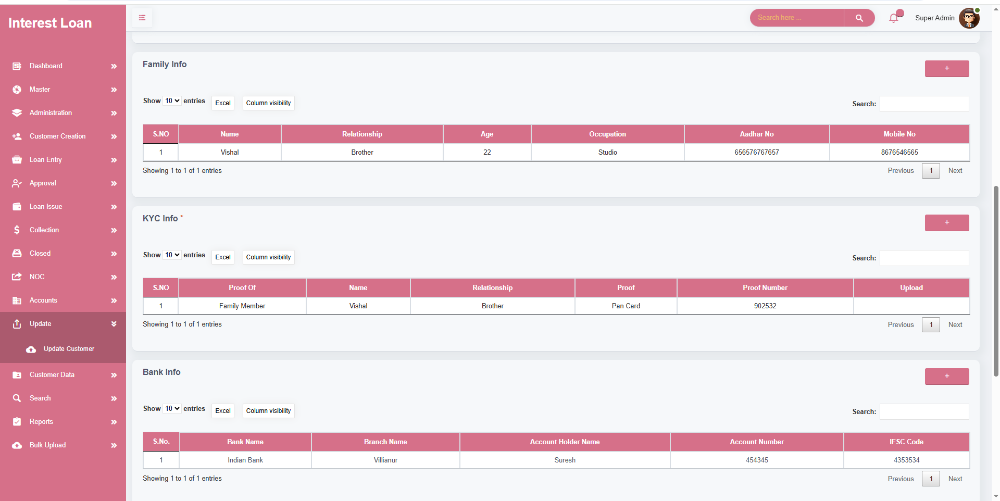 Interest Loan
Search here ...
Super Admin
Dashboard
Master
Administration
Customer Creation
Loan Entry
Approval
Loan Issue
Collection
Closed
NOC
Accounts
Update
Update Customer
Customer Data
Search
Reports
Bulk Upload
Family Info
+
Show 10 entries Excel Column visibility Search:
S.NO Name Relationship Age Occupation Aadhar No Mobile No
1 Vishal Brother 22 Studio 656576767657 8676546565
Showing 1 to 1 of 1 entries Previous 1 Next
KYC Info *
+
Show 10 entries Excel Column visibility Search:
S.NO Proof Of Name Relationship Proof Proof Number Upload
1 Family Member Vishal Brother Pan Card 902532
Showing 1 to 1 of 1 entries Previous 1 Next
Bank Info
+
Show 10 entries Excel Column visibility Search:
S.No. Bank Name Branch Name Account Holder Name Account Number IFSC Code
1 Indian Bank Villianur Suresh 454345 4353534
Showing 1 to 1 of 1 entries Previous 1 Next